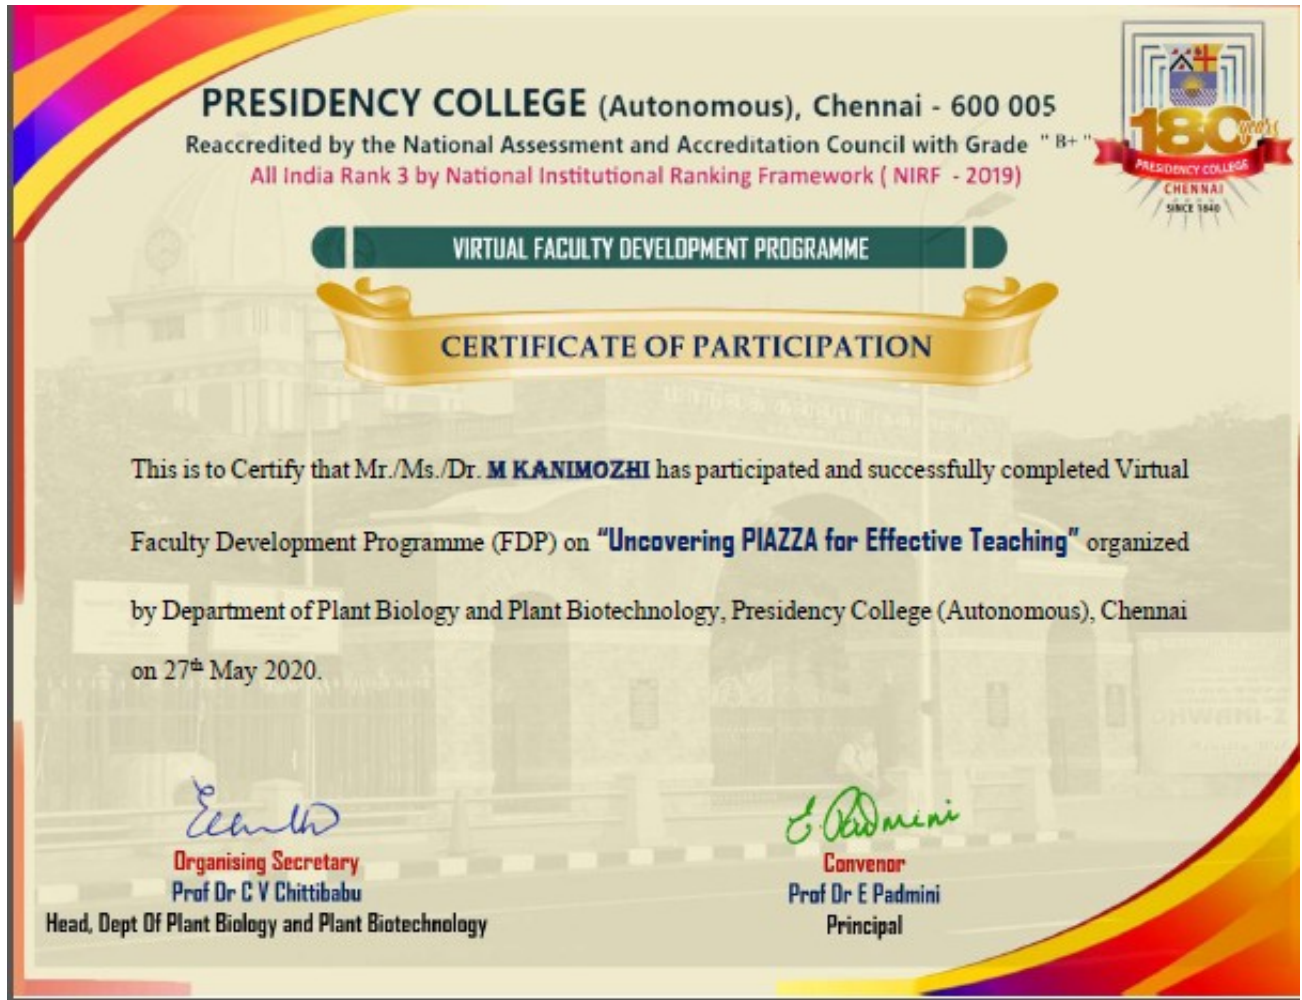 PRESIDENCY COLLEGE (Autonomous), Chennai - 600 005
Reaccredited by the National Assessment and Accreditation Council with Grade " B+ "
All India Rank 3 by National Institutional Ranking Framework ( NIRF - 2019)
180 years
PRESIDENCY COLLEGE
CHENNAI
SINCE 1840
VIRTUAL FACULTY DEVELOPMENT PROGRAMME
CERTIFICATE OF PARTICIPATION
This is to Certify that Mr./Ms./Dr. M KANIMOZHI has participated and successfully completed Virtual
Faculty Development Programme (FDP) on “Uncovering PIAZZA for Effective Teaching” organized
by Department of Plant Biology and Plant Biotechnology, Presidency College (Autonomous), Chennai
on 27th May 2020.
E Padmini
Organising Secretary
Prof Dr C V Chittibabu
Head, Dept Of Plant Biology and Plant Biotechnology
Convenor
Prof Dr E Padmini
Principal